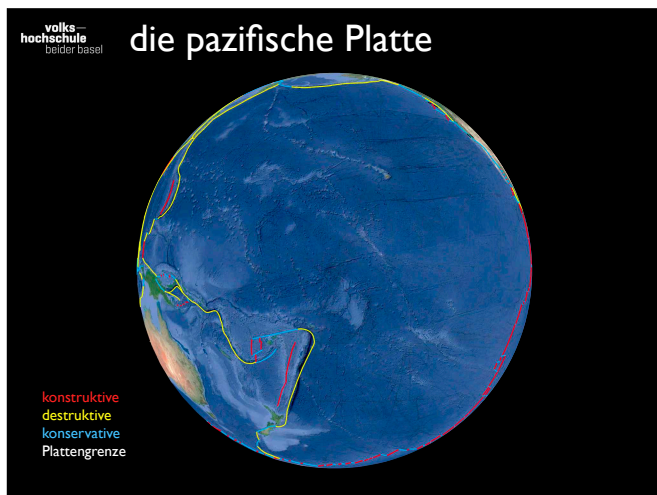 volks-
hochschule
beider basel
die pazifische Platte
konstruktive
destruktive
konservative
Plattengrenze